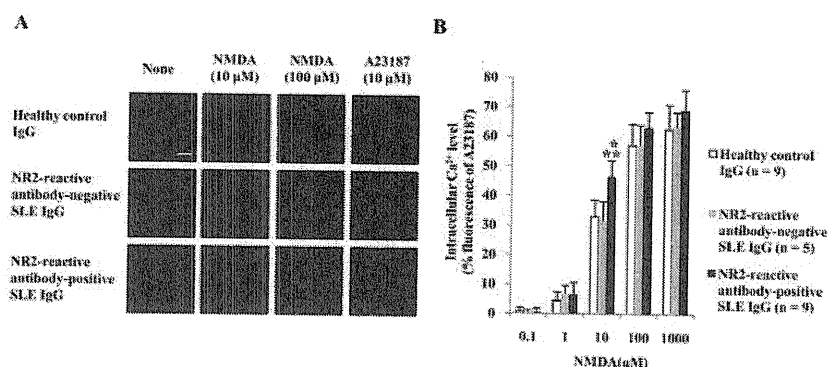 A
None
NMDA
(10 µM)
NMDA
(100 µM)
A23187
(10 µM)
Healthy control
IgG
NR2-reactive
antibody-negative
SLE IgG
NR2-reactive
antibody-positive
SLE IgG
B
Intracellular Ca²⁺ level
(% fluorescence of A23187)
80
70
60
50
40
30
20
10
0
*
**
0.1 1 10 100 1000
NMDA(µM)
Healthy control
IgG (n = 9)
NR2-reactive
antibody-negative
SLE IgG (n = 5)
NR2-reactive
antibody-positive
SLE IgG (n = 9)